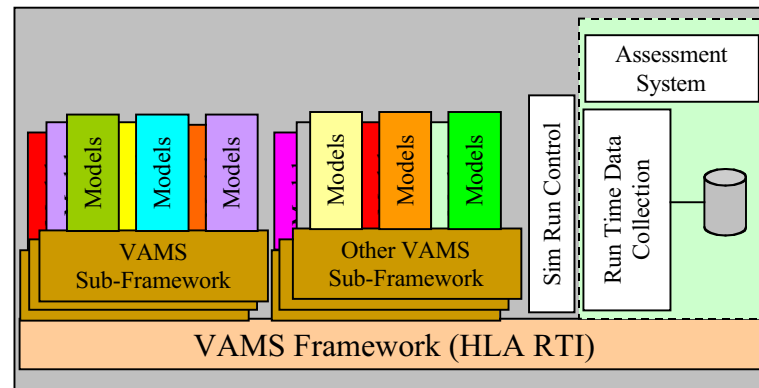 Assessment
System
Models
Models
Models
Models
Models
Models
Sim Run Control
Run Time Data
Collection
VAMS
Sub-Framework
Other VAMS
Sub-Framework
VAMS Framework (HLA RTI)